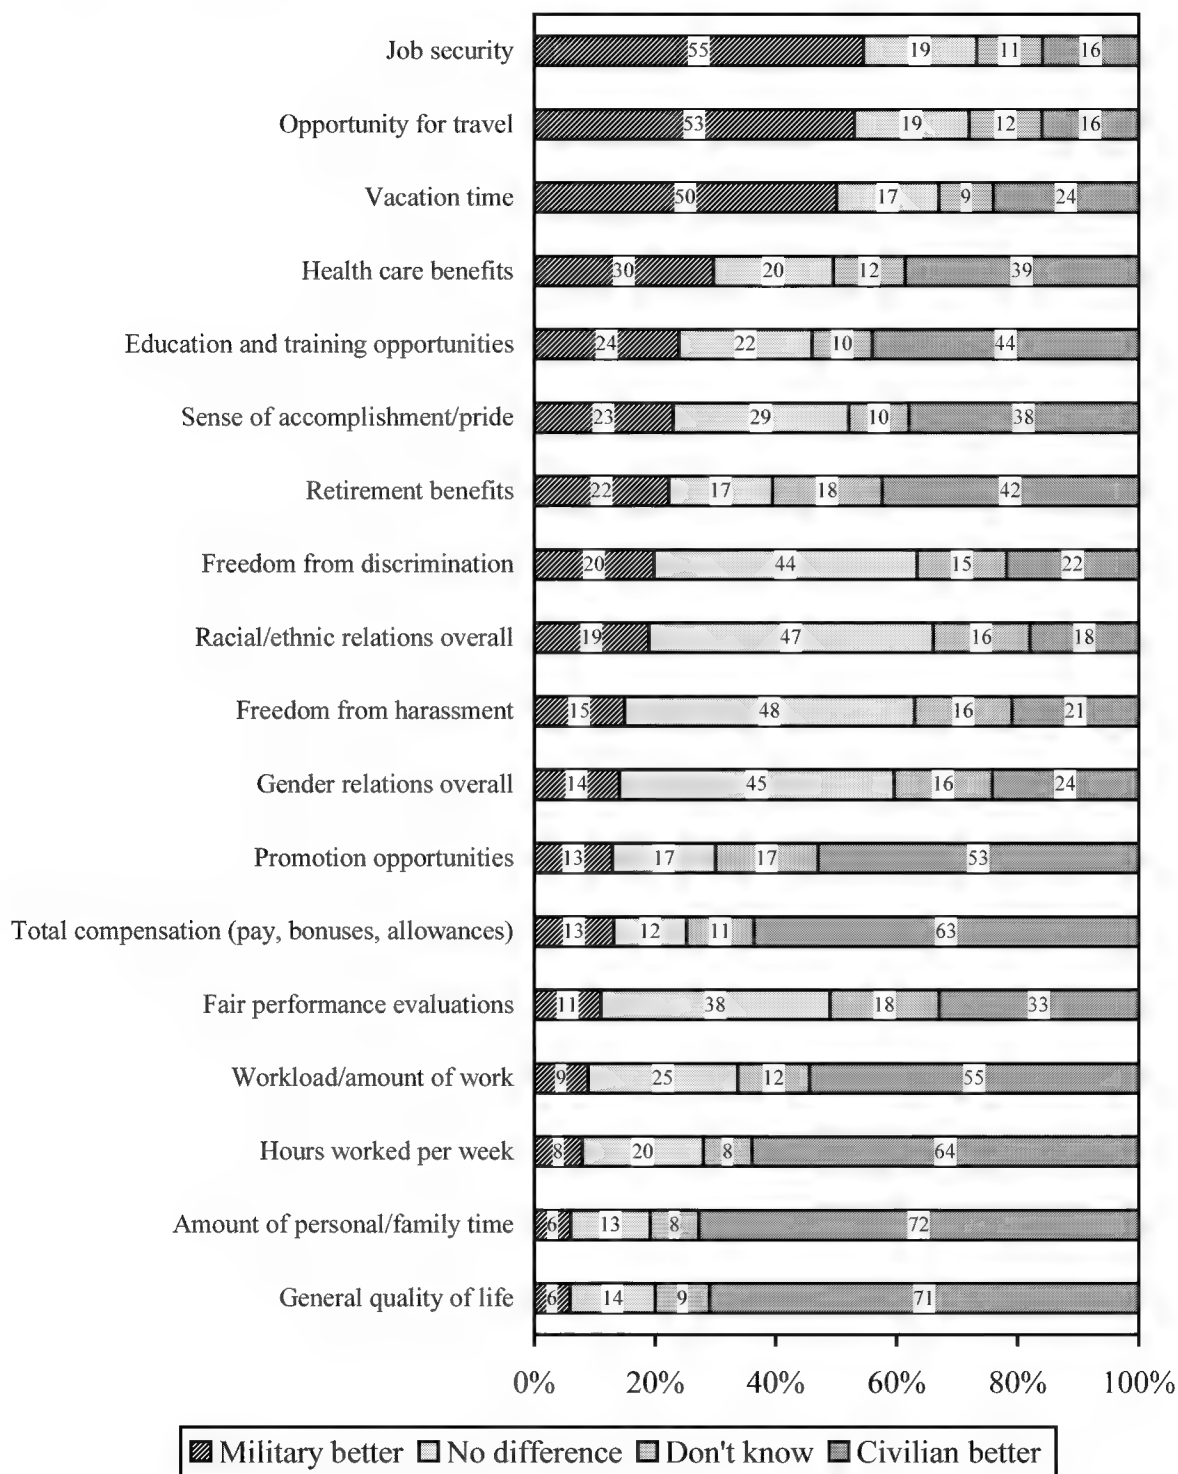 Job security 55 19 11 16
Opportunity for travel 53 19 12 16
Vacation time 50 17 9 24
Health care benefits 30 20 12 39
Education and training opportunities 24 22 10 44
Sense of accomplishment/pride 23 29 10 38
Retirement benefits 22 17 18 42
Freedom from discrimination 20 44 15 22
Racial/ethnic relations overall 19 47 16 18
Freedom from harassment 15 48 16 21
Gender relations overall 14 45 16 24
Promotion opportunities 13 17 17 53
Total compensation (pay, bonuses, allowances) 13 12 11 63
Fair performance evaluations 11 38 18 33
Workload/amount of work 9 25 12 55
Hours worked per week 8 20 8 64
Amount of personal/family time 6 13 8 72
General quality of life 6 14 9 71
0% 20% 40% 60% 80% 100%
Military better No difference Don't know Civilian better